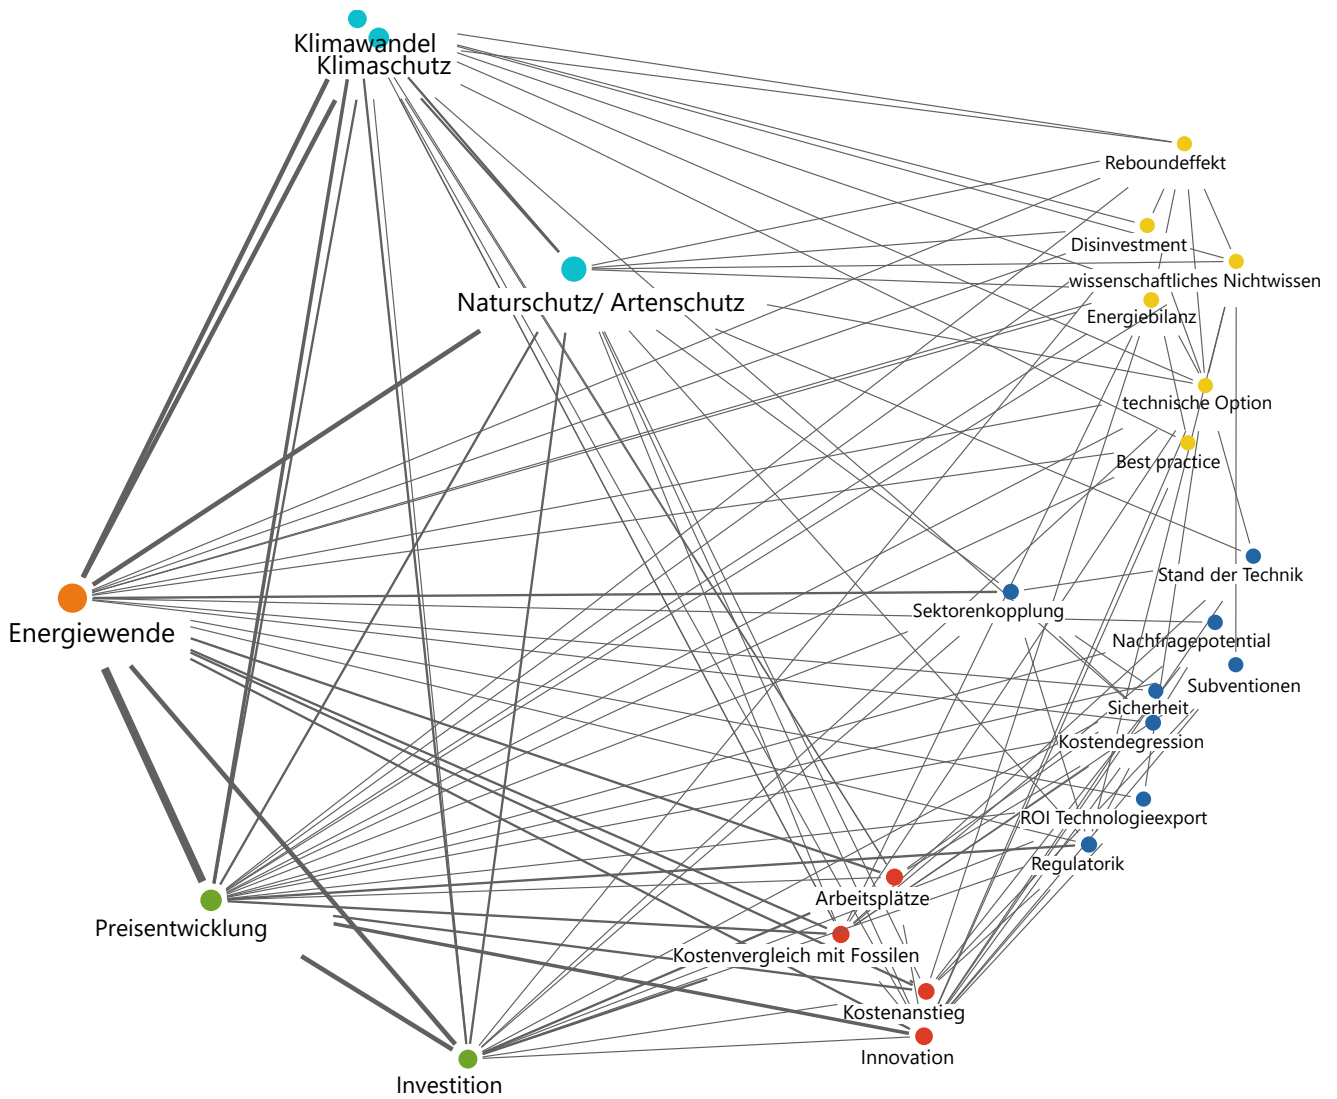 Klimawandel
Klimaschutz
Reboundeffekt
Disinvestment
wissenschaftliches Nichtwissen
Naturschutz/ Artenschutz
Energiebilanz
technische Option
Best practice
Stand der Technik
Sektorenkopplung
Energiewende
Nachfragepotential
Subventionen
Sicherheit
Kostendegression
ROI Technologieexport
Regulatorik
Arbeitsplätze
Preisentwicklung
Kostenvergleich mit Fossilen
Kostenanstieg
Innovation
Investition